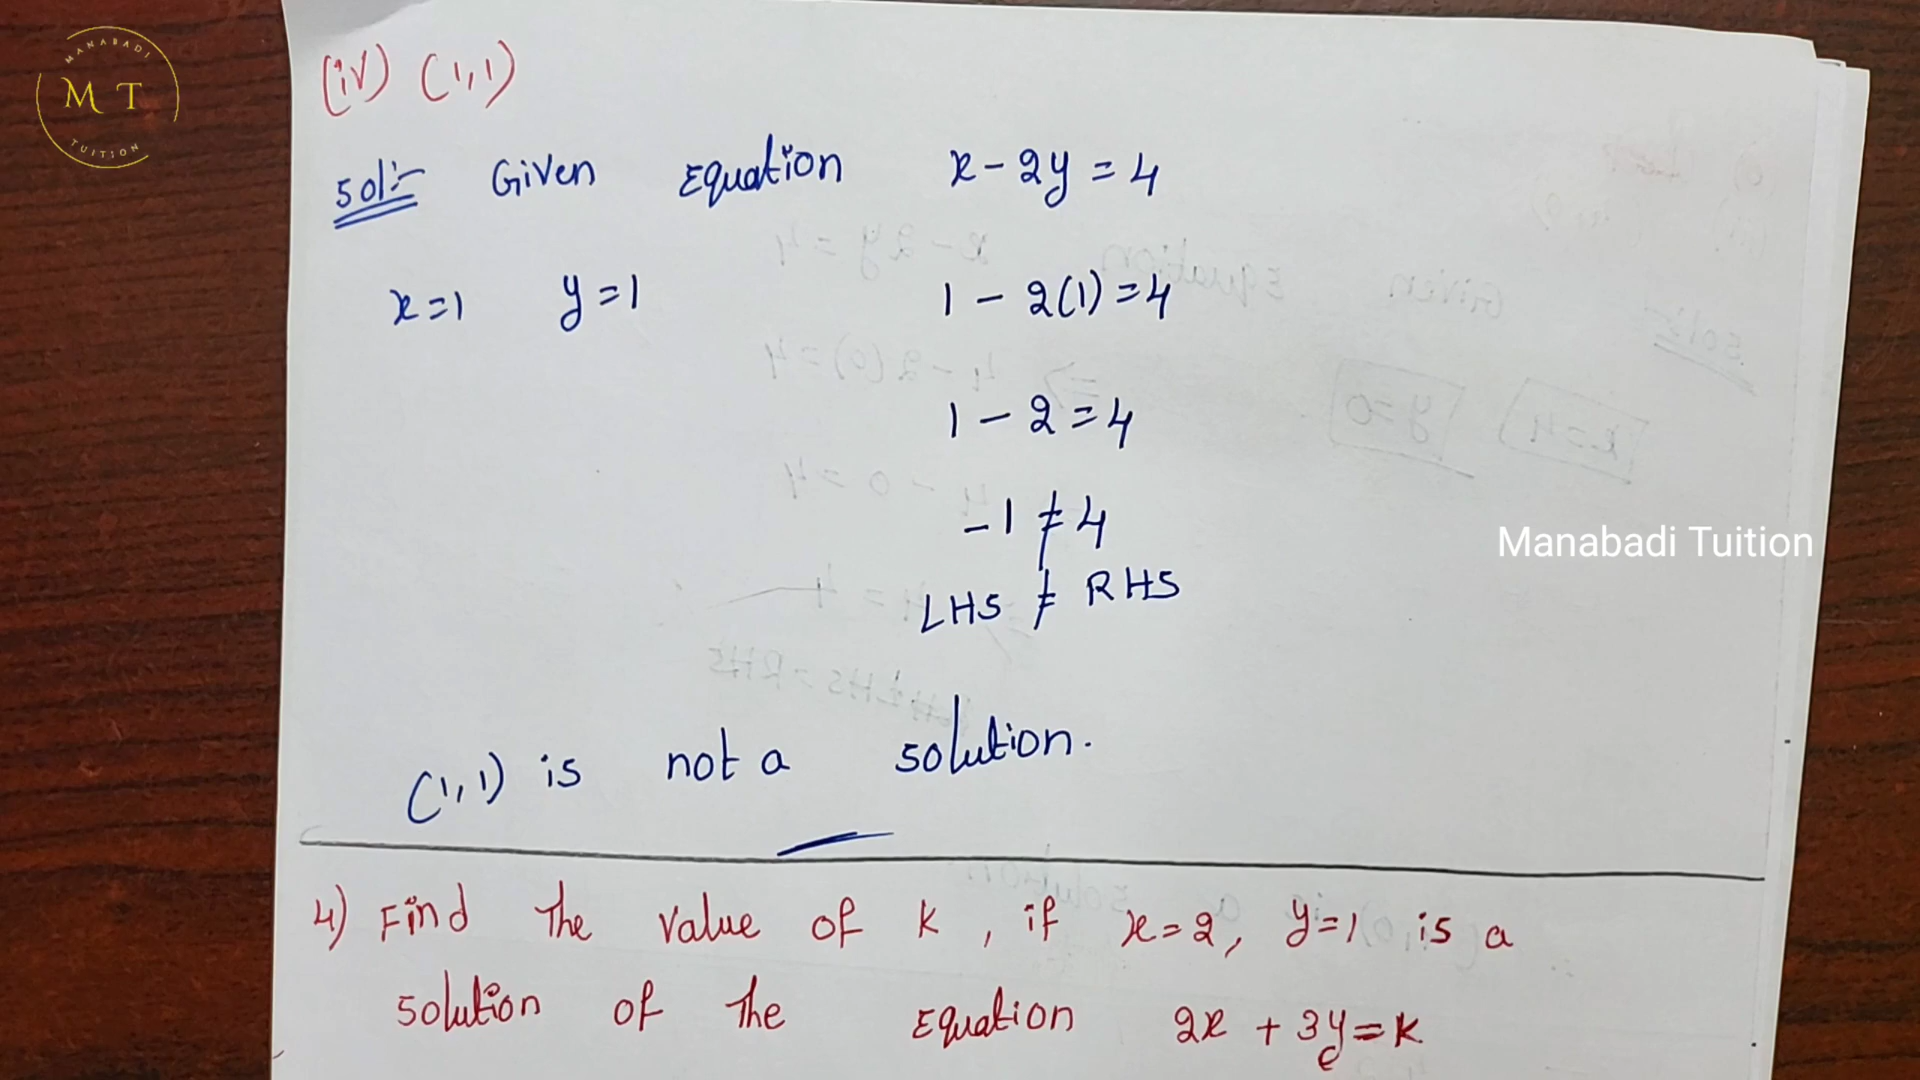 MANABADI
M T
TUITION
(iv) (1,1)
Sol:- Given Equation x - 2y = 4
x=1 y=1 1 - 2(1) = 4
1 - 2 = 4
-1 ≠ 4
LHS ≠ RHS
Manabadi Tuition
(1,1) is not a solution.
4) Find the value of k, if x=2, y=1 is a
solution of the Equation 2x + 3y = k